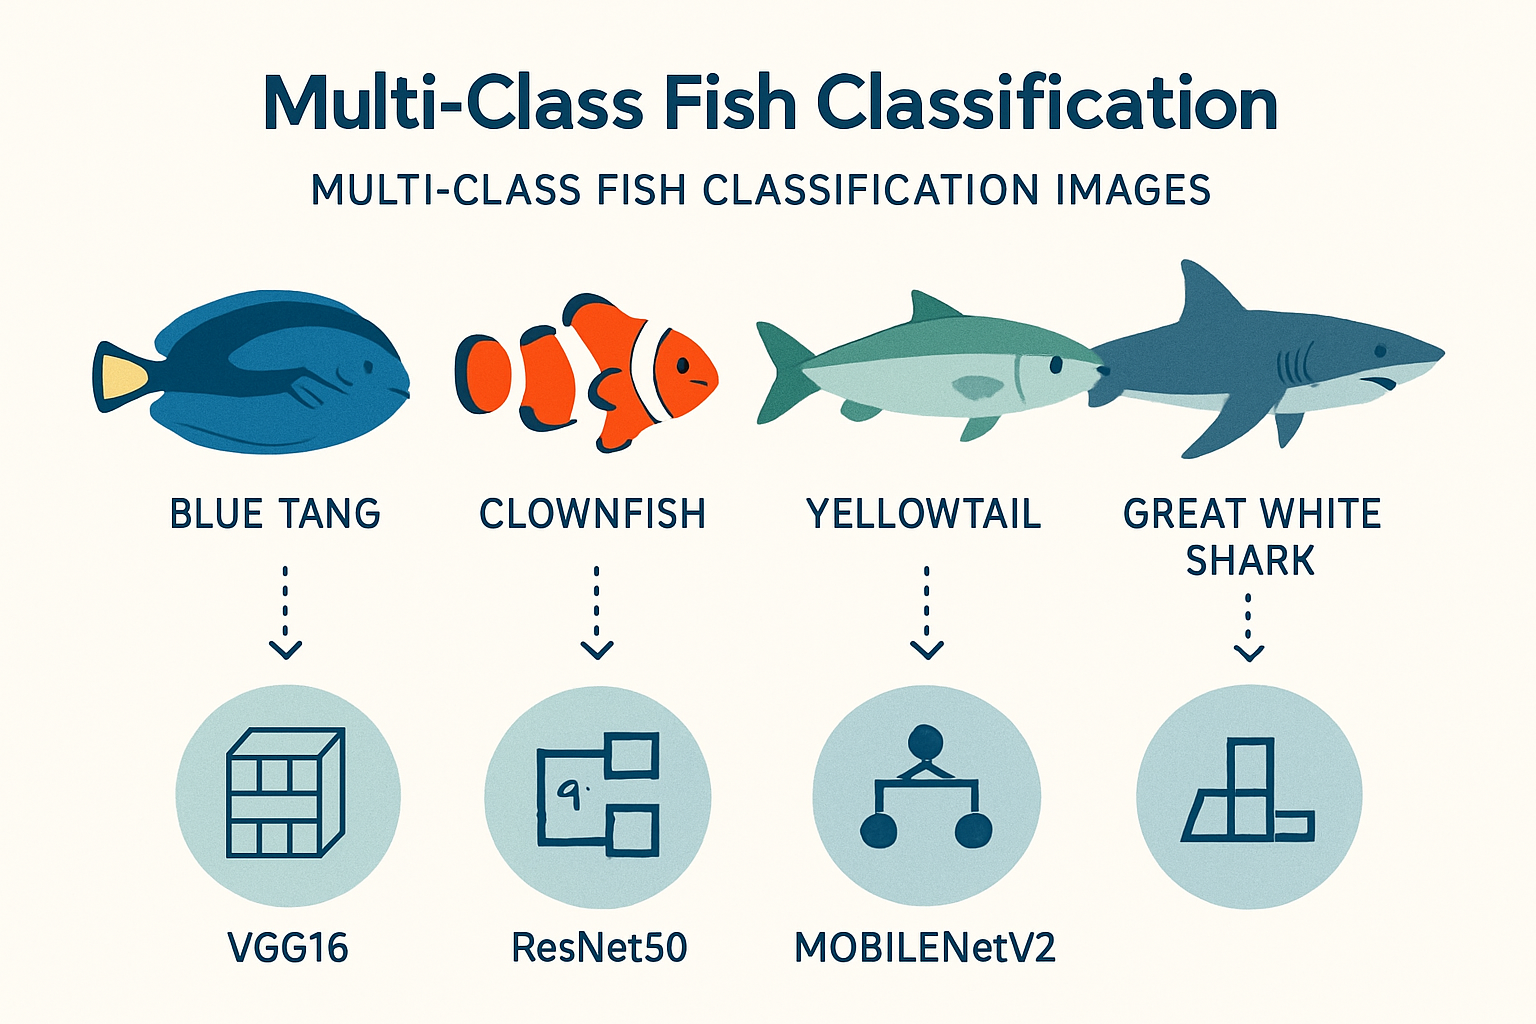 Multi-Class Fish Classification
MULTI-CLASS FISH CLASSIFICATION IMAGES
BLUE TANG
CLOWNFISH
YELLOWTAIL
GREAT WHITE
SHARK
9.
VGG16
ResNet50
MOBILENetV2